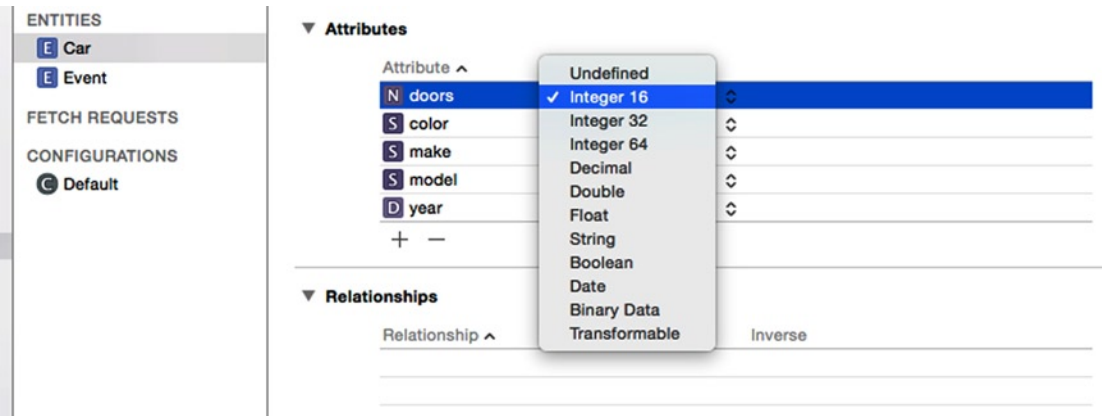 ENTITIES
E Car
E Event
FETCH REQUESTS
CONFIGURATIONS
C Default
Attributes
Attribute
N doors
S color
S make
S model
D year
+ −
Undefined
✓ Integer 16
Integer 32
Integer 64
Decimal
Double
Float
String
Boolean
Date
Binary Data
Transformable
Relationships
Relationship
Inverse